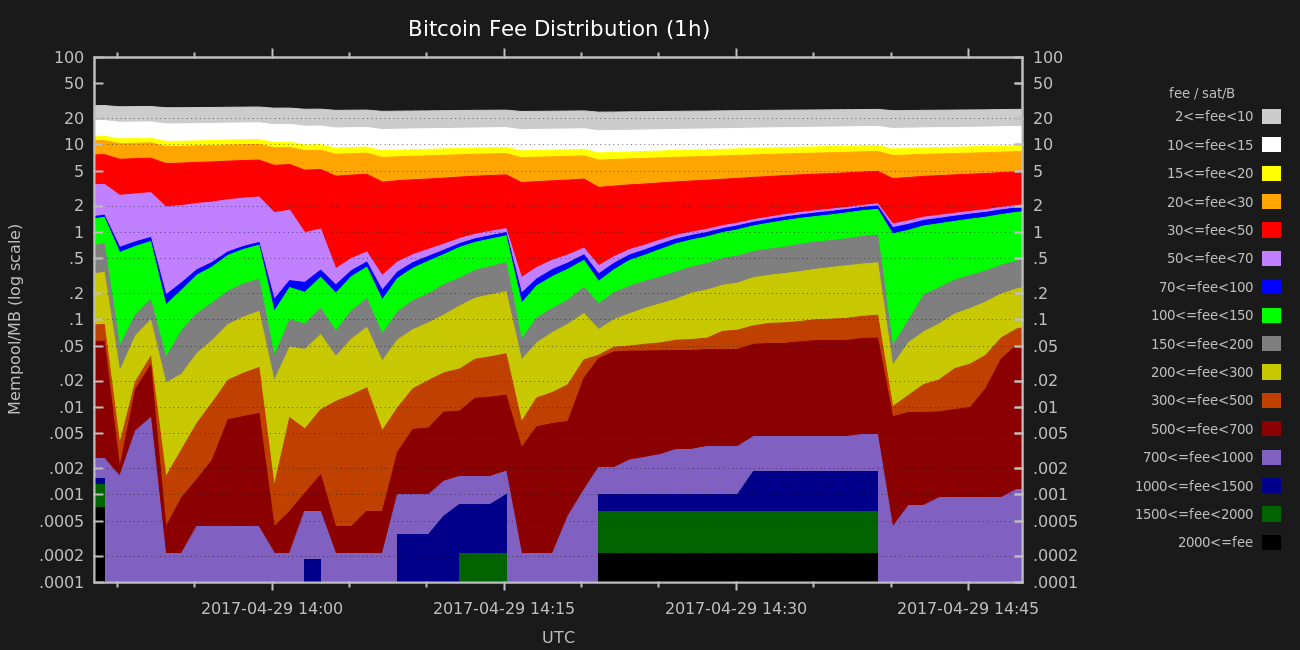 Bitcoin Fee Distribution (1h)
Mempool/MB (log scale)
100
50
20
10
5
2
1
.5
.2
.1
.05
.02
.01
.005
.002
.001
.0005
.0002
.0001
100
50
20
10
5
2
1
.5
.2
.1
.05
.02
.01
.005
.002
.001
.0005
.0002
.0001
2017-04-29 14:00
2017-04-29 14:15
2017-04-29 14:30
2017-04-29 14:45
UTC
fee / sat/B
2<=fee<10
10<=fee<15
15<=fee<20
20<=fee<30
30<=fee<50
50<=fee<70
70<=fee<100
100<=fee<150
150<=fee<200
200<=fee<300
300<=fee<500
500<=fee<700
700<=fee<1000
1000<=fee<1500
1500<=fee<2000
2000<=fee